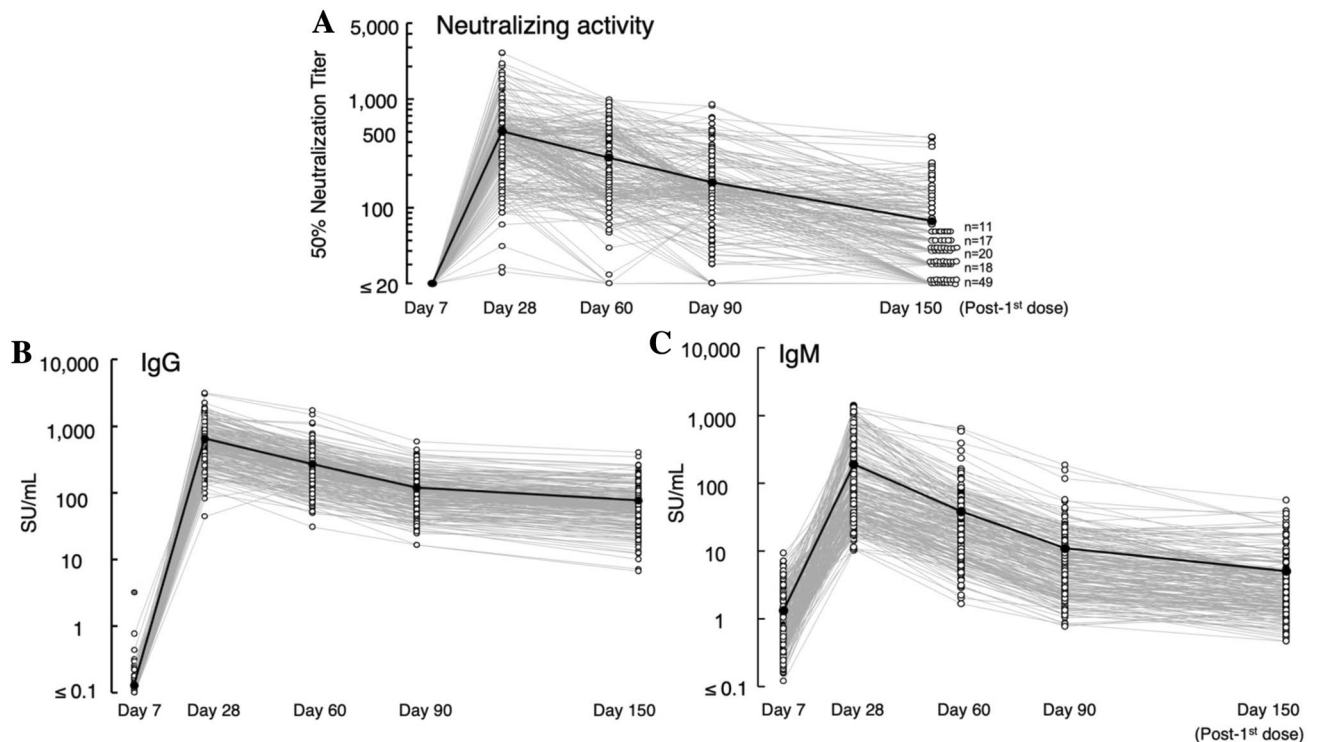 A Neutralizing activity
50% Neutralization Titer
5,000
1,000
500
100
≤ 20
n=11
n=17
n=20
n=18
n=49
Day 7 Day 28 Day 60 Day 90 Day 150 (Post-1st dose)
B IgG
SU/mL
10,000
1,000
100
10
1
≤ 0.1
Day 7 Day 28 Day 60 Day 90 Day 150
C IgM
SU/mL
10,000
1,000
100
10
1
≤ 0.1
Day 7 Day 28 Day 60 Day 90 Day 150
(Post-1st dose)